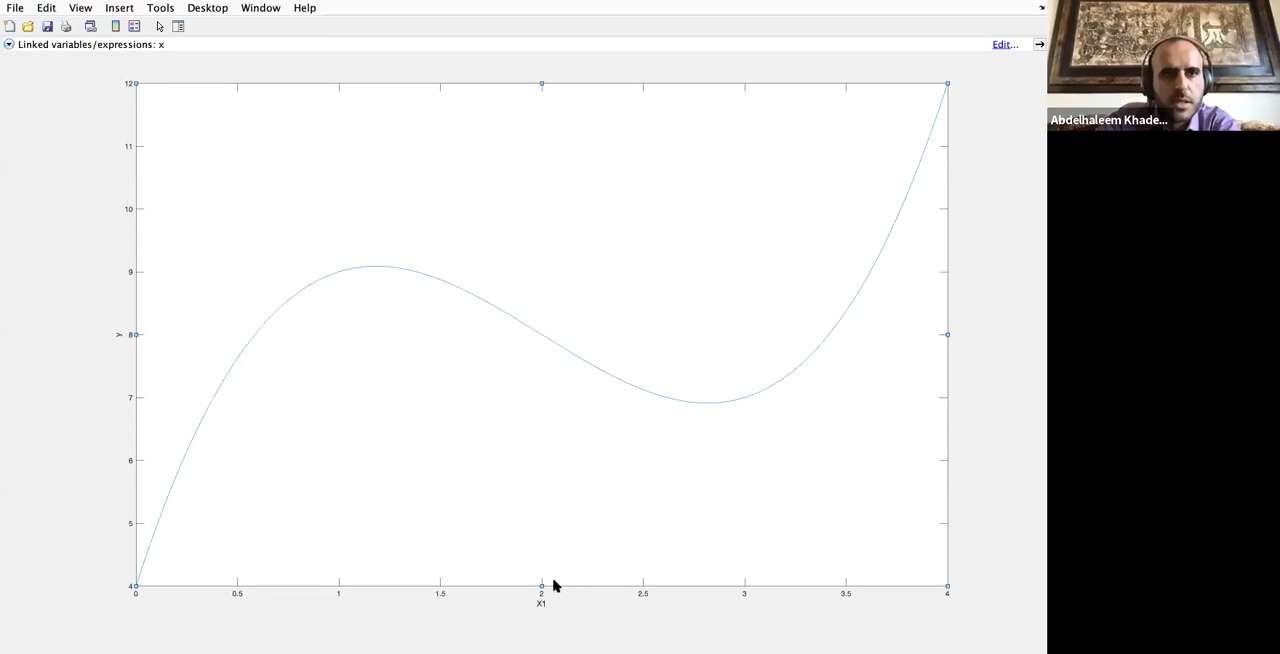 File Edit View Insert Tools Desktop Window Help
Linked variables/expressions: x
Edit...
Abdelhaleem Khade...
12
11
10
9
8
7
6
5
4
y
0 0.5 1 1.5 2 2.5 3 3.5 4
X1